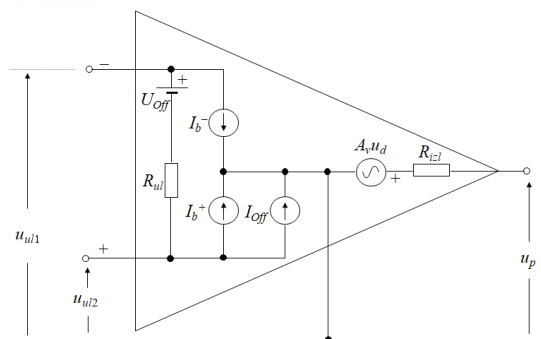 −
+
U_Off
I_b⁻
A_v u_d
R_izl
+
R_ul
I_b⁺
I_Off
u_ul1
+
u_ul2
u_p